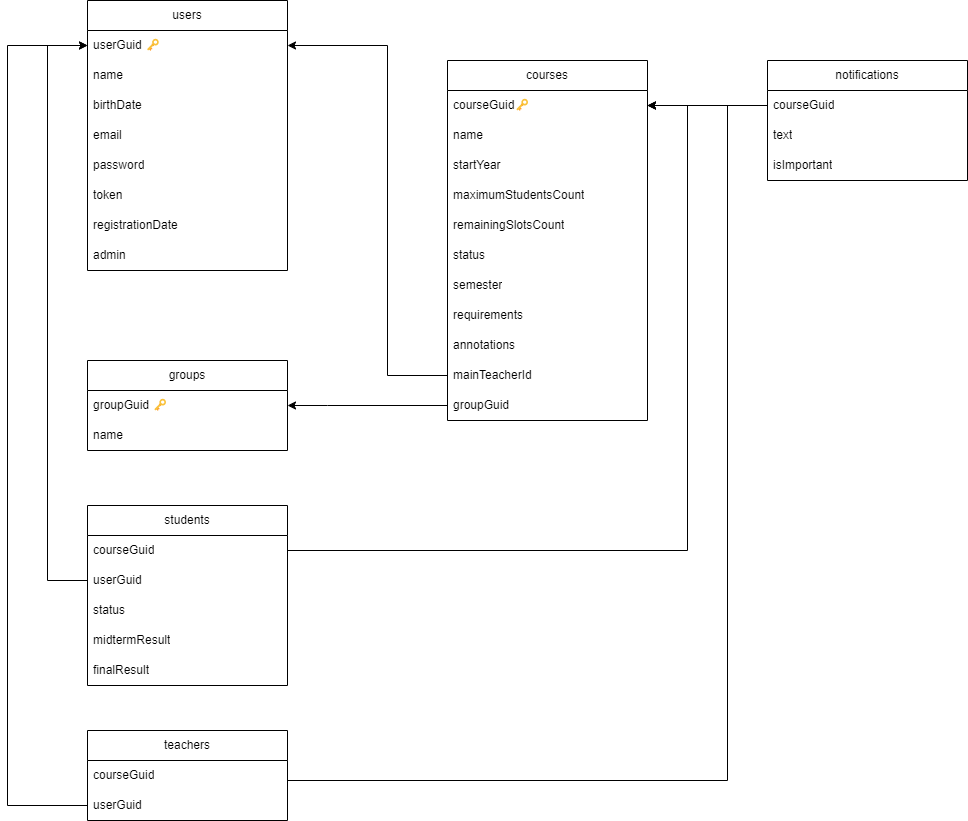 users
userGuid
name
birthDate
email
password
token
registrationDate
admin
courses
courseGuid
name
startYear
maximumStudentsCount
remainingSlotsCount
status
semester
requirements
annotations
mainTeacherId
groupGuid
notifications
courseGuid
text
isImportant
groups
groupGuid
name
students
courseGuid
userGuid
status
midtermResult
finalResult
teachers
courseGuid
userGuid